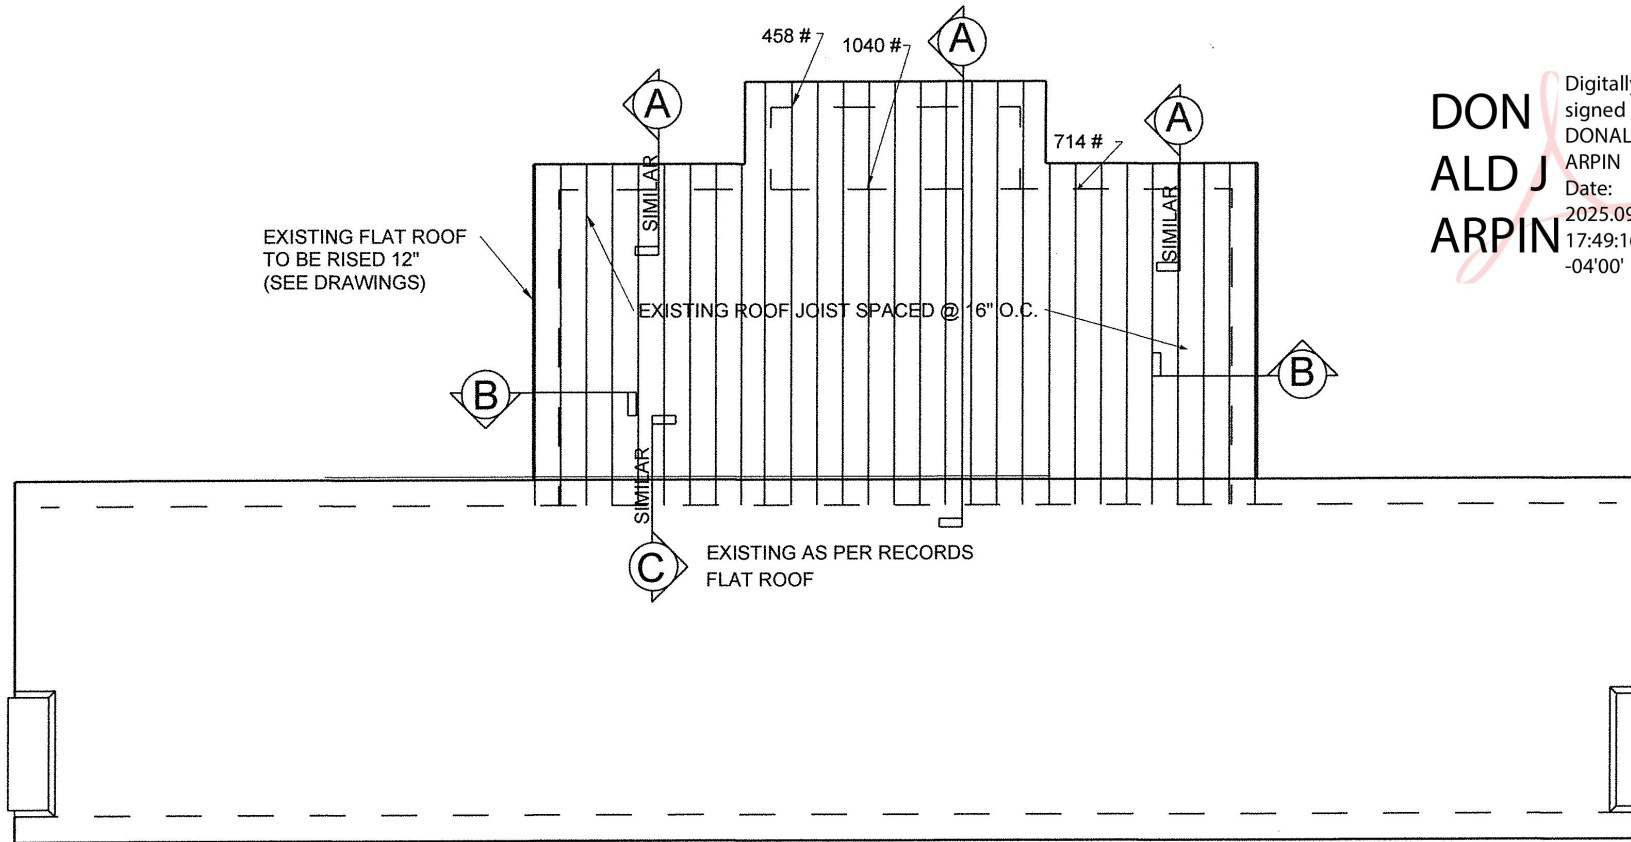 458 #
1040 #
A
A
A
714 #
SIMILAR
SIMILAR
EXISTING FLAT ROOF
TO BE RISED 12"
(SEE DRAWINGS)
EXISTING ROOF JOIST SPACED @ 16" O.C.
B
B
SIMILAR
C
EXISTING AS PER RECORDS
FLAT ROOF
DON
ALD J
ARPIN
Digitally
signed
DONAL
ARPIN
Date:
2025.09
17:49:16
-04'00'